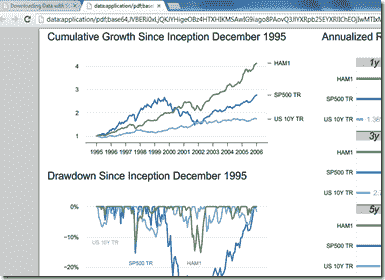 Downloading Data with S
data:application/pdf;base6
Cumulative Growth Since Inception December 1995
Annualized R
4
3
2
1
HAM1
SP500 TR
US 10Y TR
1995 1996 1997 1998 1999 2000 2001 2002 2003 2004 2005 2006
1y
HAM1
SP500 TR
US 10Y TR
3y
HAM1
SP500 TR
US 10Y TR
5y
HAM1
SP500 TR
Drawdown Since Inception December 1995
0%
−10%
−20%
US 10Y TR
SP500 TR
HAM1